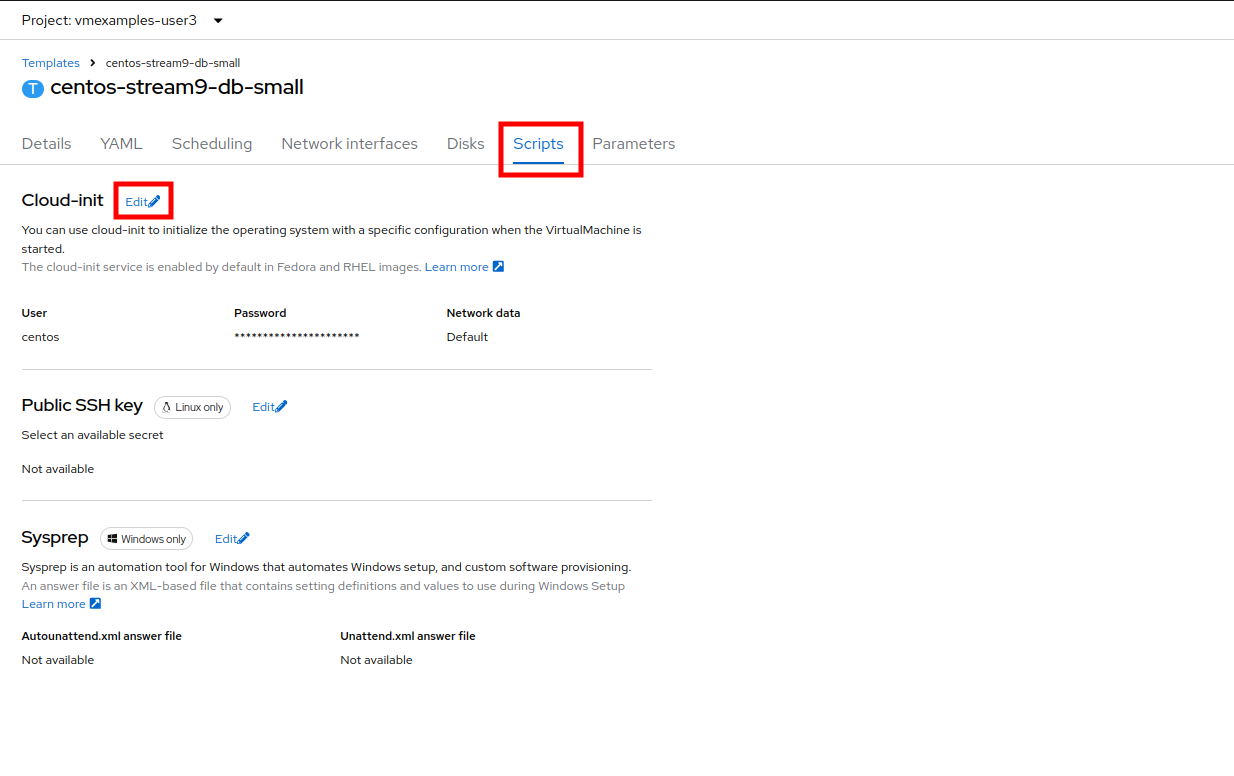 Project: vmexamples-user3
Templates > centos-stream9-db-small
T centos-stream9-db-small
Details YAML Scheduling Network interfaces Disks Scripts Parameters
Cloud-init Edit
You can use cloud-init to initialize the operating system with a specific configuration when the VirtualMachine is
started.
The cloud-init service is enabled by default in Fedora and RHEL images. Learn more
User Password Network data
centos ********************** Default
Public SSH key Linux only Edit
Select an available secret
Not available
Sysprep Windows only Edit
Sysprep is an automation tool for Windows that automates Windows setup, and custom software provisioning.
An answer file is an XML-based file that contains setting definitions and values to use during Windows Setup
Learn more
Autounattend.xml answer file Unattend.xml answer file
Not available Not available